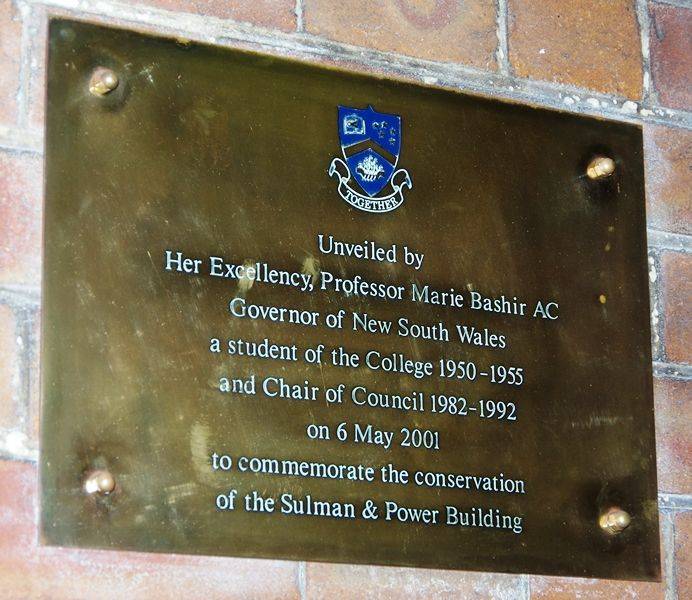 TOGETHER
Unveiled by
Her Excellency, Professor Marie Bashir AC
Governor of New South Wales
a student of the College 1950-1955
and Chair of Council 1982-1992
on 6 May 2001
to commemorate the conservation
of the Sulman & Power Building